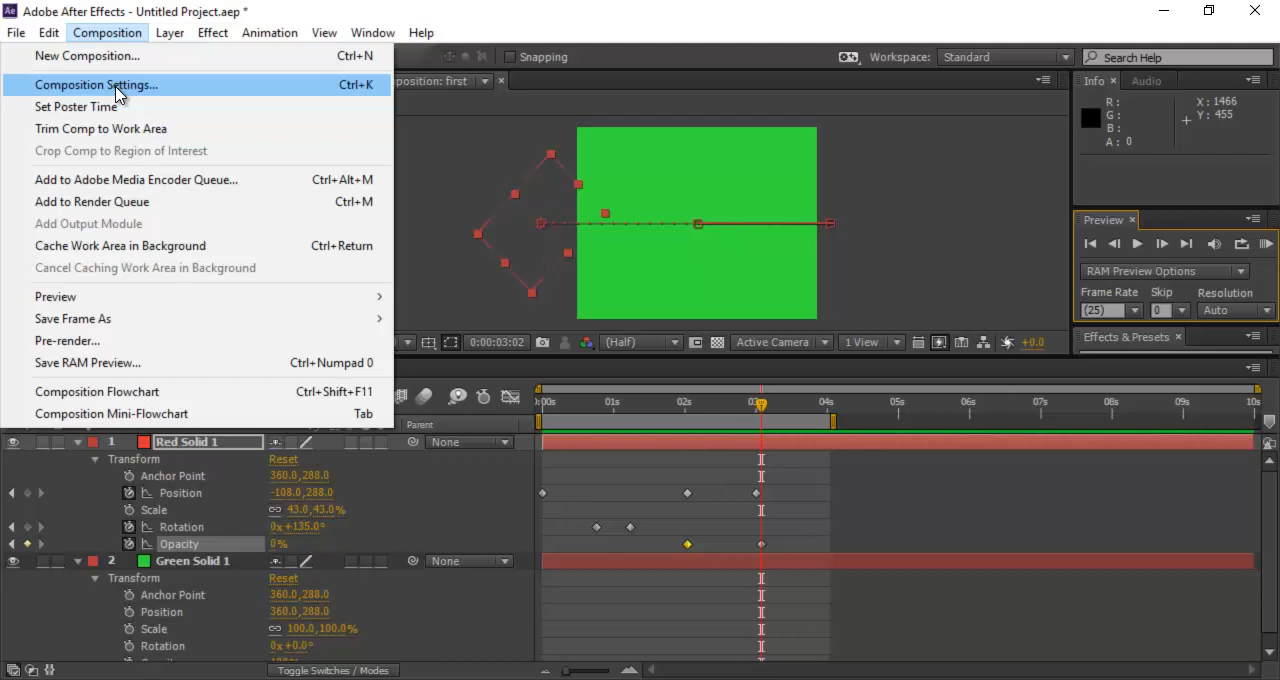 Ae Adobe After Effects - Untitled Project.aep *
File Edit Composition Layer Effect Animation View Window Help
New Composition... Ctrl+N
Composition Settings... Ctrl+K
Set Poster Time
Trim Comp to Work Area
Crop Comp to Region of Interest
Add to Adobe Media Encoder Queue... Ctrl+Alt+M
Add to Render Queue Ctrl+M
Add Output Module
Cache Work Area in Background Ctrl+Return
Cancel Caching Work Area in Background
Preview
Save Frame As
Pre-render...
Save RAM Preview... Ctrl+Numpad 0
Composition Flowchart Ctrl+Shift+F11
Composition Mini-Flowchart Tab
Snapping
Workspace: Standard
Search Help
position: first
Info Audio
R: X: 1466
G: Y: 455
B:
A: 0
Preview
RAM Preview Options
Frame Rate Skip Resolution
(25) 0 Auto
Effects & Presets
0:00:03:02 (Half) Active Camera 1 View +0.0
Parent
:00s 01s 02s 03s 04s 05s 06s 07s 08s 09s 10s
1 Red Solid 1 None
Transform Reset
Anchor Point 360.0,288.0
Position -108.0,288.0
Scale 43.0,43.0%
Rotation 0x+135.0°
Opacity 0%
2 Green Solid 1 None
Transform Reset
Anchor Point 360.0,288.0
Position 360.0,288.0
Scale 100.0,100.0%
Rotation 0x+0.0°
Toggle Switches / Modes